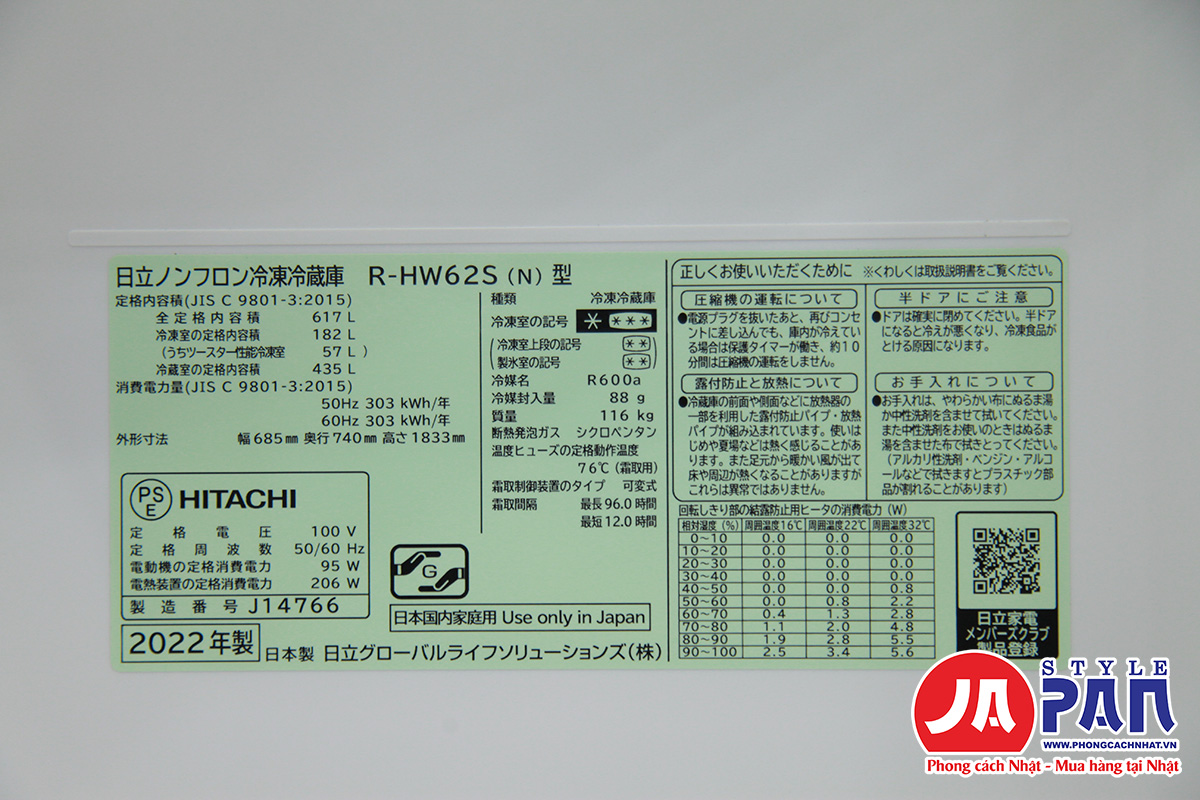 日立ノンフロン冷凍冷蔵庫 R-HW62S(N)型
定格内容積(JIS C 9801-3:2015)
全定格内容積 617 L
冷凍室の定格内容積 182 L
(うちツースター性能冷凍室 57 L )
冷蔵室の定格内容積 435 L
消費電力量(JIS C 9801-3:2015)
50Hz 303 kWh/年
60Hz 303 kWh/年
外形寸法 幅 685mm 奥行 740mm 高さ 1833mm
PS
E
HITACHI
定格電圧 100 V
定格周波数 50/60 Hz
電動機の定格消費電力 95 W
電熱装置の定格消費電力 206 W
製造番号 J14766
2022年製
日本製 日立グローバルライフソリューションズ(株)
種類 冷凍冷蔵庫
冷凍室の記号 * ***
(冷凍室上段の記号 **
製氷室の記号 **)
冷媒名 R600a
冷媒封入量 88 g
質量 116 kg
断熱発泡ガス シクロペンタン
温度ヒューズの定格動作温度
76℃(霜取用)
霜取制御装置のタイプ 可変式
霜取間隔 最長 96.0 時間
最短 12.0 時間
G
日本国内家庭用 Use only in Japan
正しくお使いいただくために ※くわしくは取扱説明書をご覧ください。
圧縮機の運転について
●電源プラグを抜いたあと、再びコンセ
ントに差し込んでも、庫内が冷えてい
る場合は保護タイマーが働き、約10
分間は圧縮機の運転をしません。
露付防止と放熱について
●冷蔵庫の前面や側面などに放熱器の
一部を利用した露付防止パイプ・放熱
パイプが組み込まれています。使いは
じめや夏場などは熱く感じることがあ
ります。また足元から暖かい風が出て
床や周辺が熱くなることがありますが
これらは異常ではありません。
半ドアにご注意
●ドアは確実に閉めてください。半ドア
になると冷えが悪くなり、冷凍食品が
とける原因になります。
お手入れについて
●お手入れは、やわらかい布にぬるま湯
か中性洗剤を含ませて拭いてください。
また中性洗剤をお使いのときはぬるま
湯を含ませた布で拭きとってください。
(アルカリ性洗剤・ベンジン・アルコ
ールなどで拭きますとプラスチック部
品が割れることがあります)
回転しきり部の結露防止用ヒータの消費電力(W)
相対湿度(%) 周囲温度16℃ 周囲温度22℃ 周囲温度32℃
0~10 0.0 0.0 0.0
10~20 0.0 0.0 0.0
20~30 0.0 0.0 0.0
30~40 0.0 0.0 0.0
40~50 0.0 0.0 0.8
50~60 0.0 0.8 2.2
60~70 0.4 1.3 2.8
70~80 1.1 2.0 4.8
80~90 1.9 2.8 5.5
90~100 2.5 3.4 5.6
日立家電
メンバーズクラブ
製品登録
STYLE
JAPAN
WWW.PHONGCACHNHAT.VN
Phong cách Nhật - Mua hàng tại Nhật